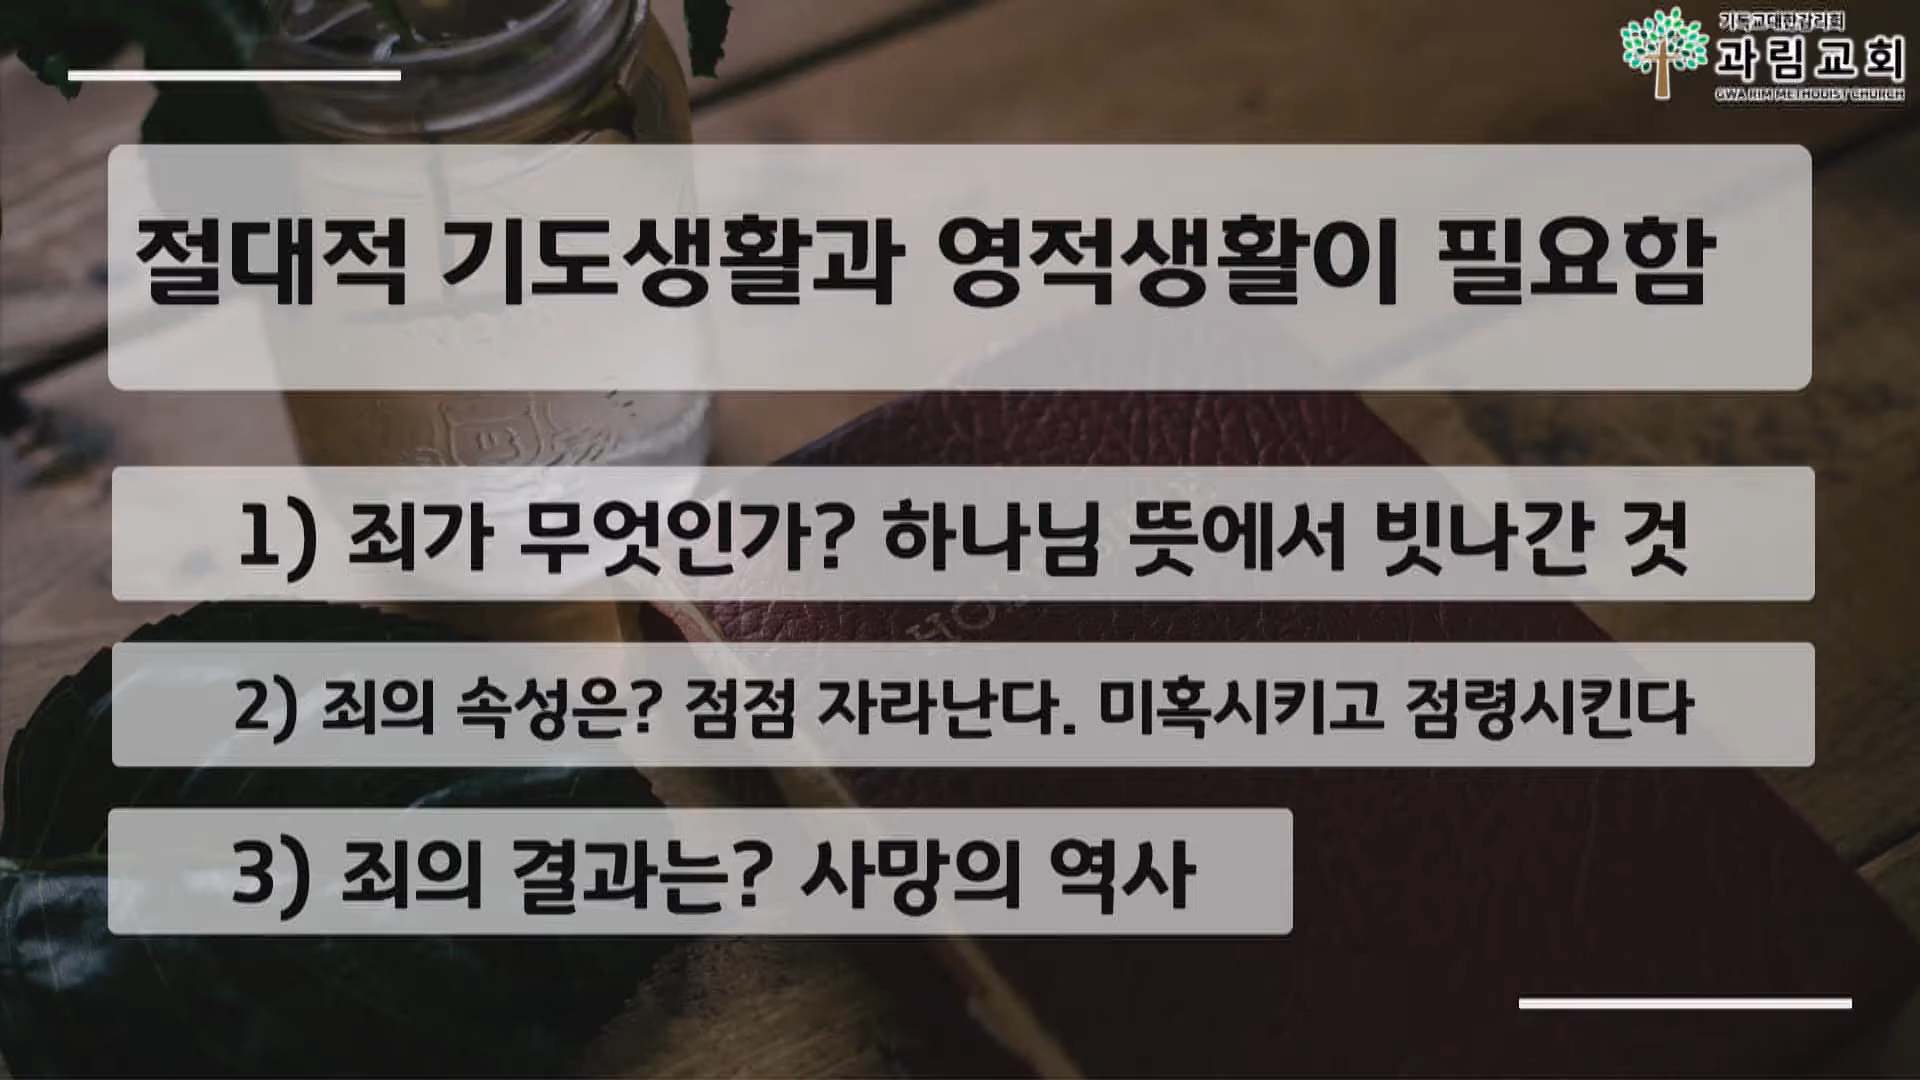 기독교대한감리회
과림교회
GWA RIM METHODIST CHURCH
절대적 기도생활과 영적생활이 필요함
1) 죄가 무엇인가? 하나님 뜻에서 빗나간 것
2) 죄의 속성은? 점점 자라난다. 미혹시키고 점령시킨다
3) 죄의 결과는? 사망의 역사